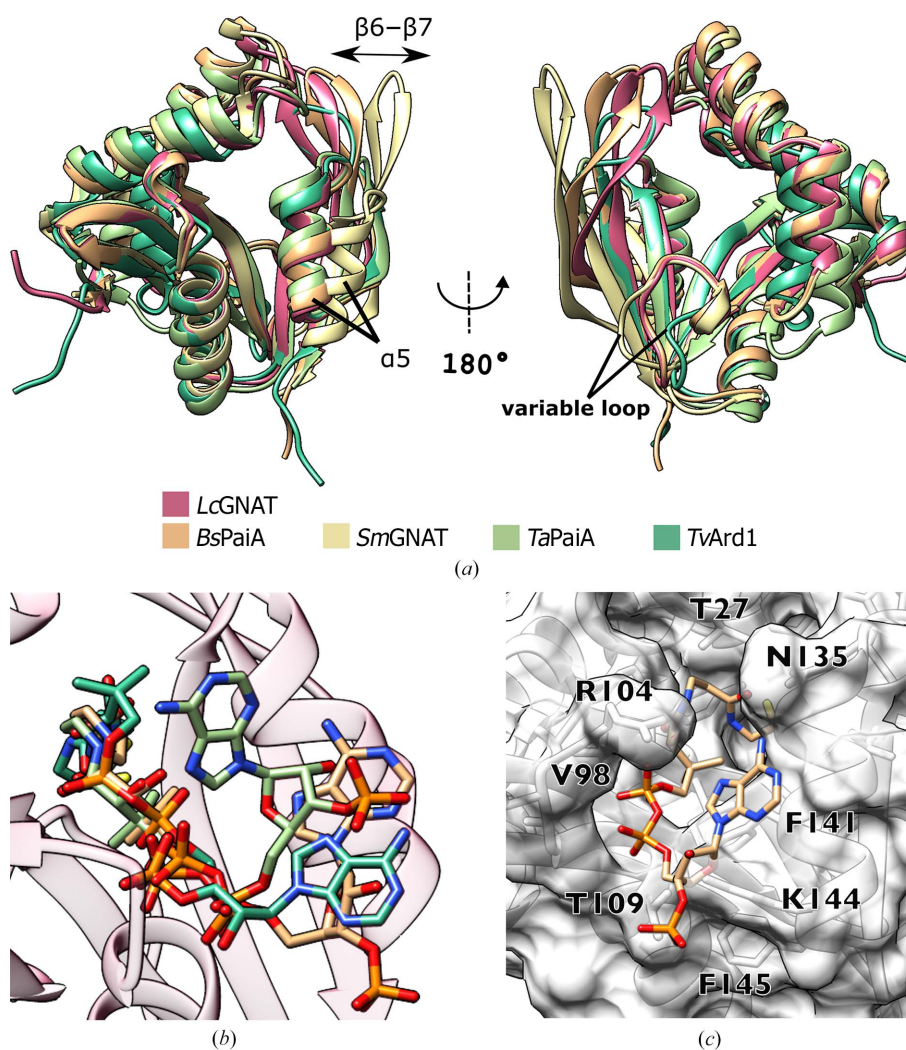 β6–β7
α5
180°
variable loop
LcGNAT
BsPaiA SmGNAT TaPaiA TvArd1
(a)
T27
N135
R104
V98
F141
K144
T109
F145
(b) (c)